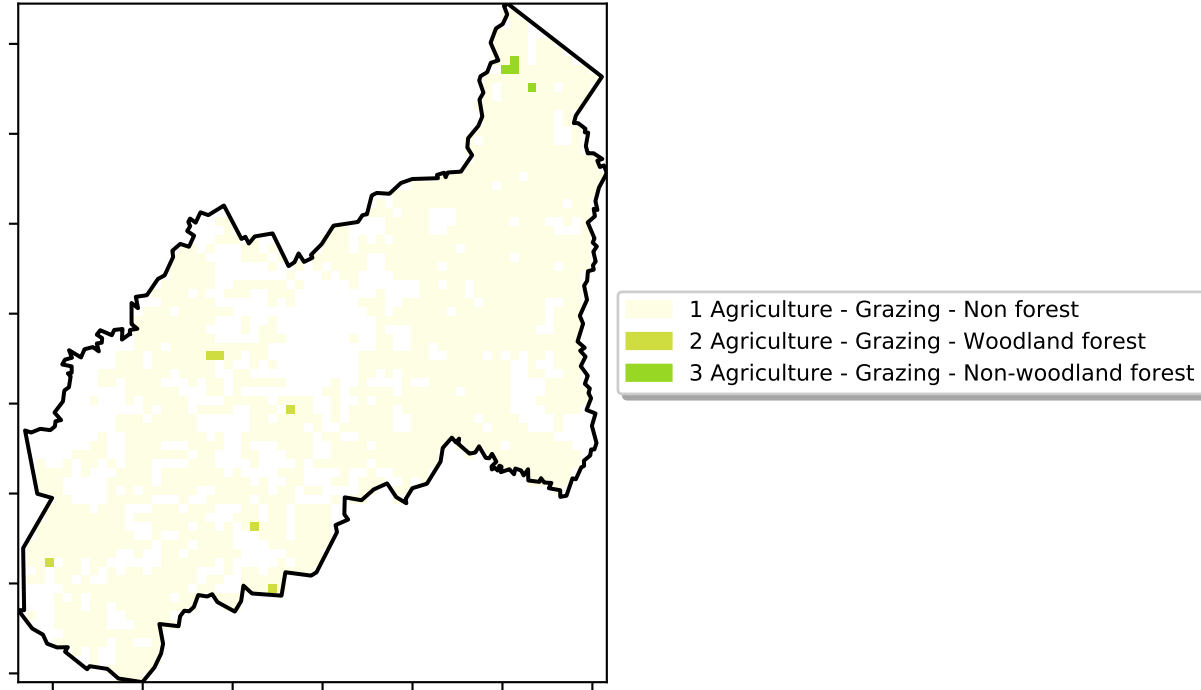 1 Agriculture - Grazing - Non forest
2 Agriculture - Grazing - Woodland forest
3 Agriculture - Grazing - Non-woodland forest